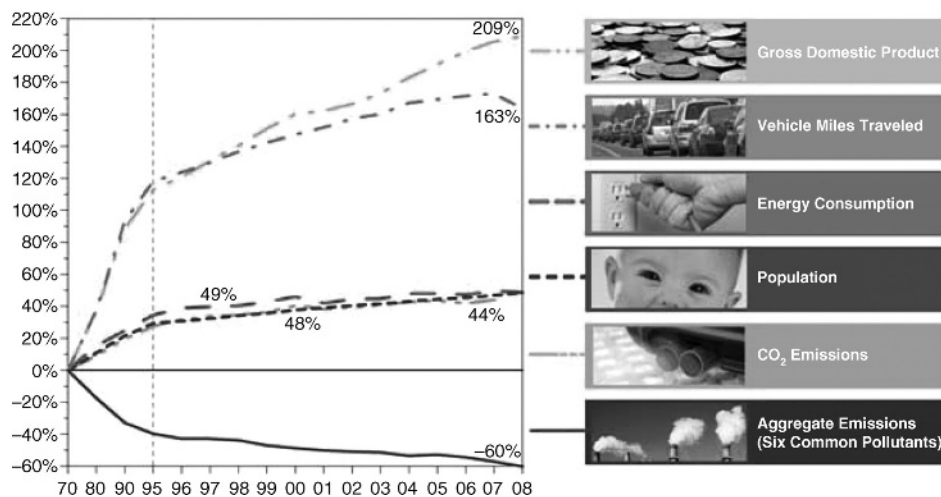 220%
200%
180%
160%
140%
120%
100%
80%
60%
40%
20%
0%
–20%
–40%
–60%
209%
163%
49%
48%
44%
–60%
70 80 90 95 96 97 98 99 00 01 02 03 04 05 06 07 08
Gross Domestic Product
Vehicle Miles Traveled
Energy Consumption
Population
CO₂ Emissions
Aggregate Emissions
(Six Common Pollutants)